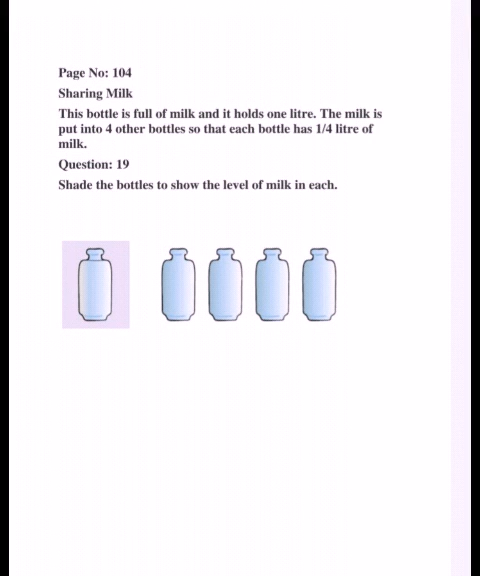 Page No: 104
Sharing Milk
This bottle is full of milk and it holds one litre. The milk is
put into 4 other bottles so that each bottle has 1/4 litre of
milk.
Question: 19
Shade the bottles to show the level of milk in each.